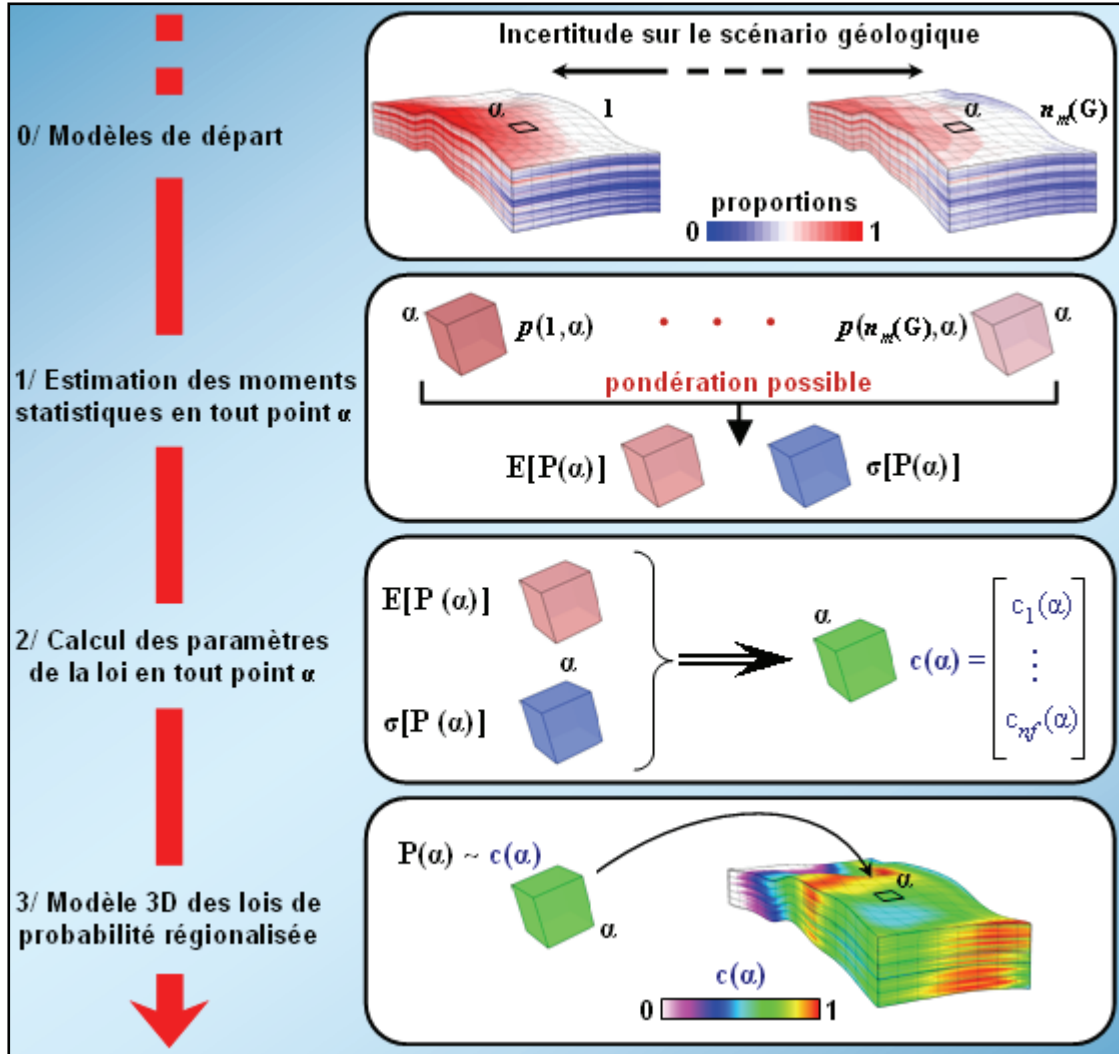 Incertitude sur le scénario géologique
α
1
α
n_m(G)
0/ Modèles de départ
proportions
0
1
α
p(1,α)
. . .
p(n_m(G),α)
α
pondération possible
1/ Estimation des moments
statistiques en tout point α
E[P(α)]
σ[P(α)]
E[P (α)]
α
σ[P (α)]
α
c(α) =
c_1(α)
⋮
c_nf(α)
2/ Calcul des paramètres
de la loi en tout point α
P(α) ~ c(α)
α
α
3/ Modèle 3D des lois de
probabilité régionalisée
c(α)
0
1